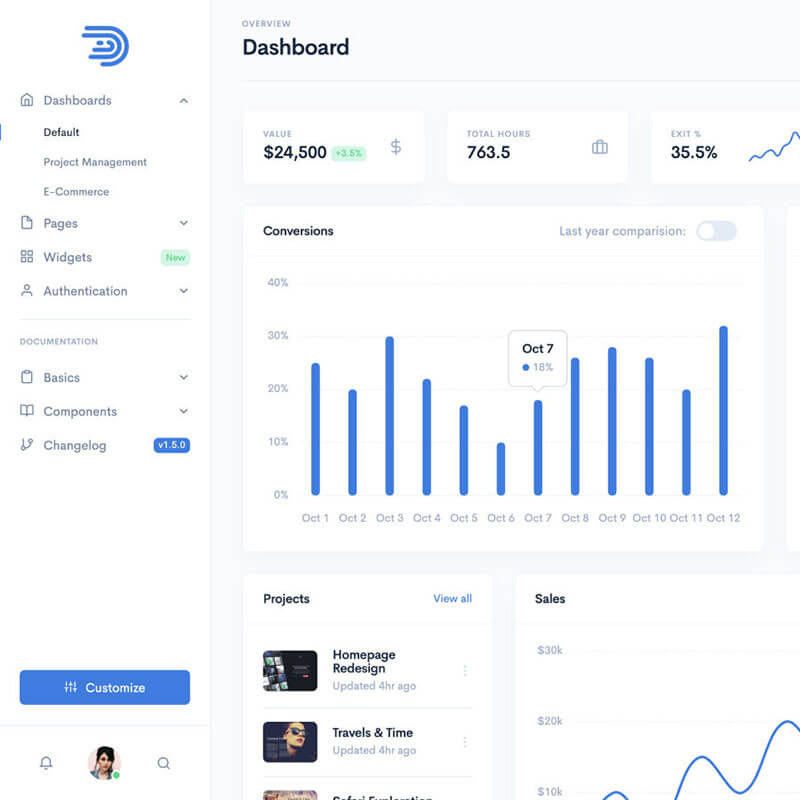 Dashboards
Default
Project Management
E-Commerce
Pages
Widgets New
Authentication
DOCUMENTATION
Basics
Components
Changelog v1.5.0
Customize
OVERVIEW
Dashboard
VALUE
$24,500 +3.5%
TOTAL HOURS
763.5
EXIT %
35.5%
Conversions
Last year comparision:
40%
30%
20%
10%
0%
Oct 7
18%
Oct 1 Oct 2 Oct 3 Oct 4 Oct 5 Oct 6 Oct 7 Oct 8 Oct 9 Oct 10 Oct 11 Oct 12
Projects View all
Homepage
Redesign
Updated 4hr ago
Travels & Time
Updated 4hr ago
Safari Exploration
Sales
$30k
$20k
$10k